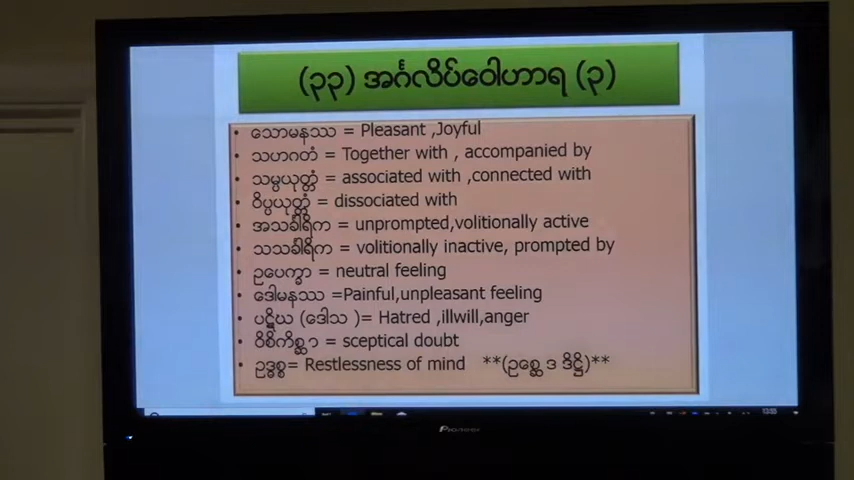 (၃၃) အင်္ဂလိပ်ဝေါဟာရ (၃)
• သောမနဿ = Pleasant ,Joyful
• သဟဂတံ = Together with , accompanied by
• သမ္ပယုတ္တံ = associated with ,connected with
• ဝိပ္ပယုတ္တံ = dissociated with
• အသင်္ခါရိက = unprompted,volitionally active
• သသင်္ခါရိက = volitionally inactive, prompted by
• ဥပေက္ခာ = neutral feeling
• ဒေါမနဿ =Painful,unpleasant feeling
• ပဋိဃ (ဒေါသ )= Hatred ,illwill,anger
• ဝိစိကိစ္ဆာ = sceptical doubt
• ဥဒ္ဓစ္စ= Restlessness of mind **(ဥစ္ဆေ ဒ ဒိဋ္ဌိ)**
13:55
PIONEER